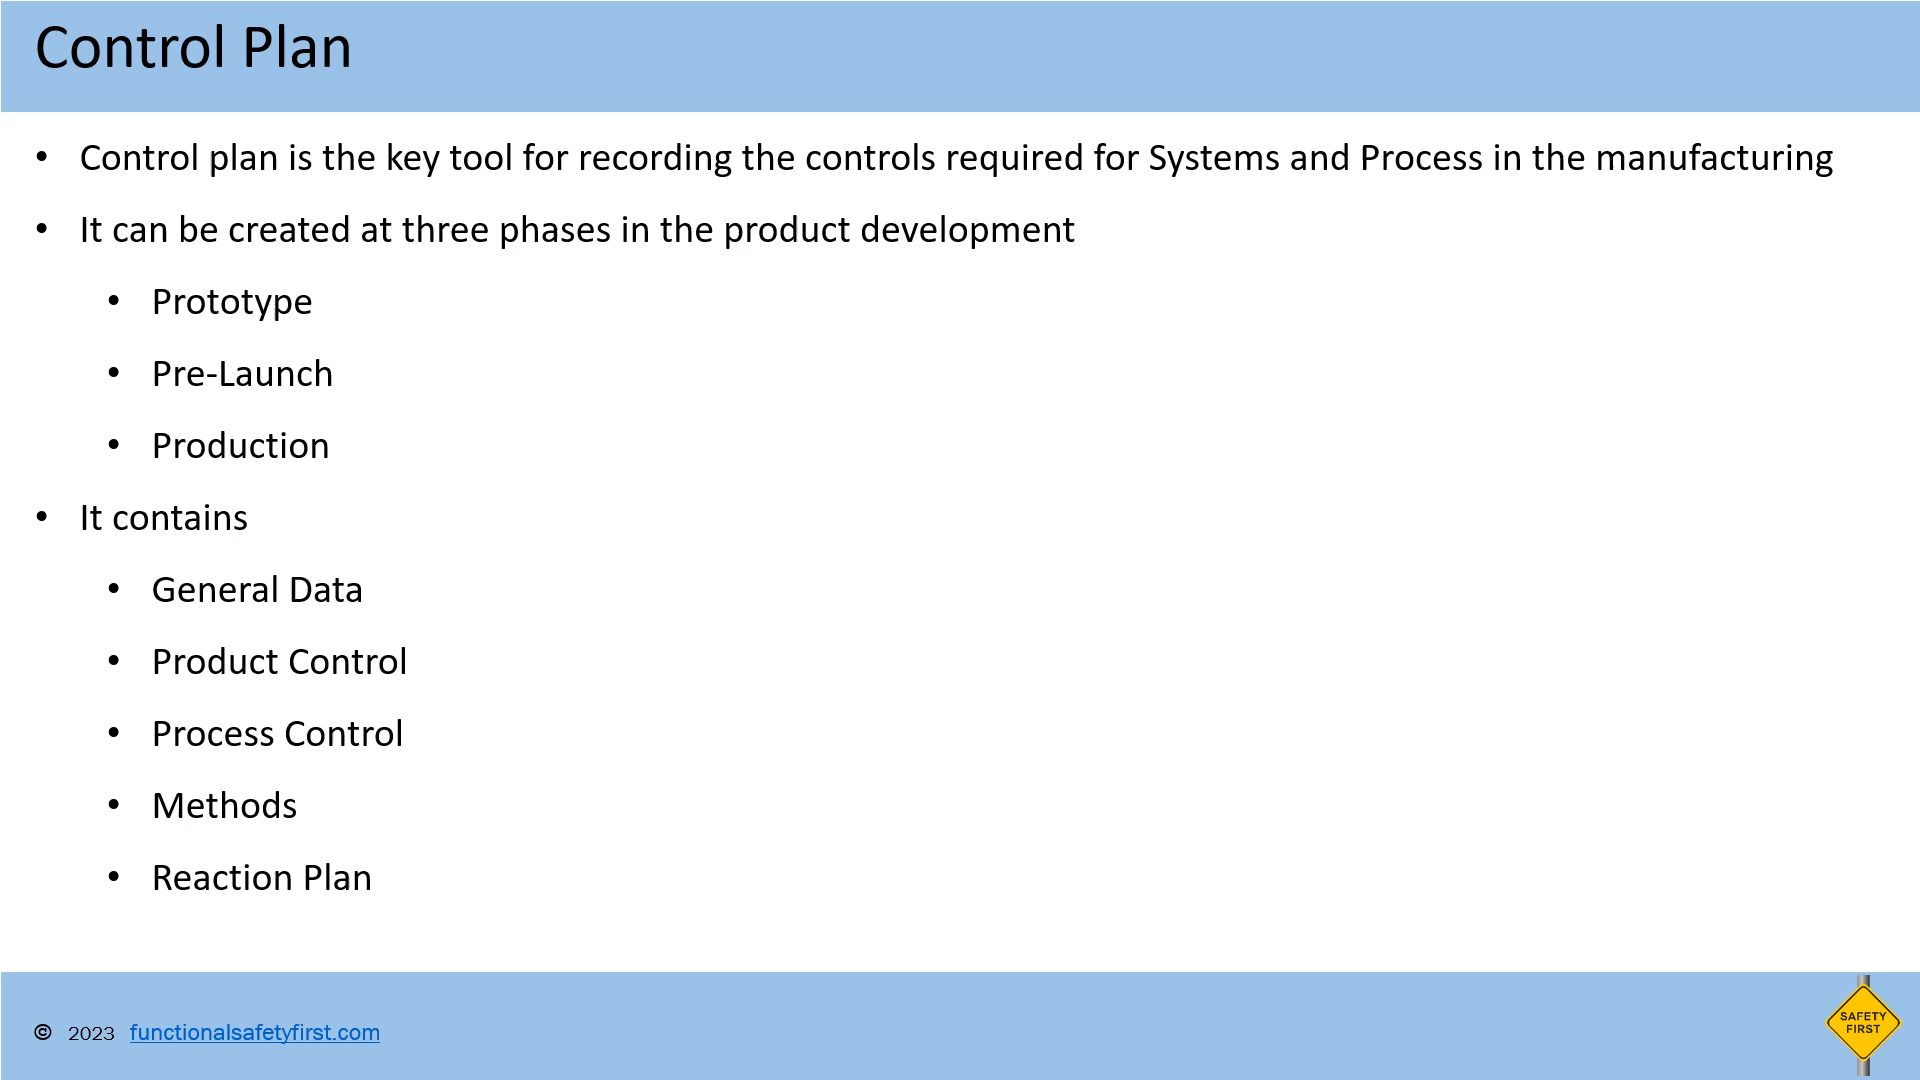 Control Plan
• Control plan is the key tool for recording the controls required for Systems and Process in the manufacturing
• It can be created at three phases in the product development
• Prototype
• Pre-Launch
• Production
• It contains
• General Data
• Product Control
• Process Control
• Methods
• Reaction Plan
© 2023 functionalsafetyfirst.com
SAFETY
FIRST